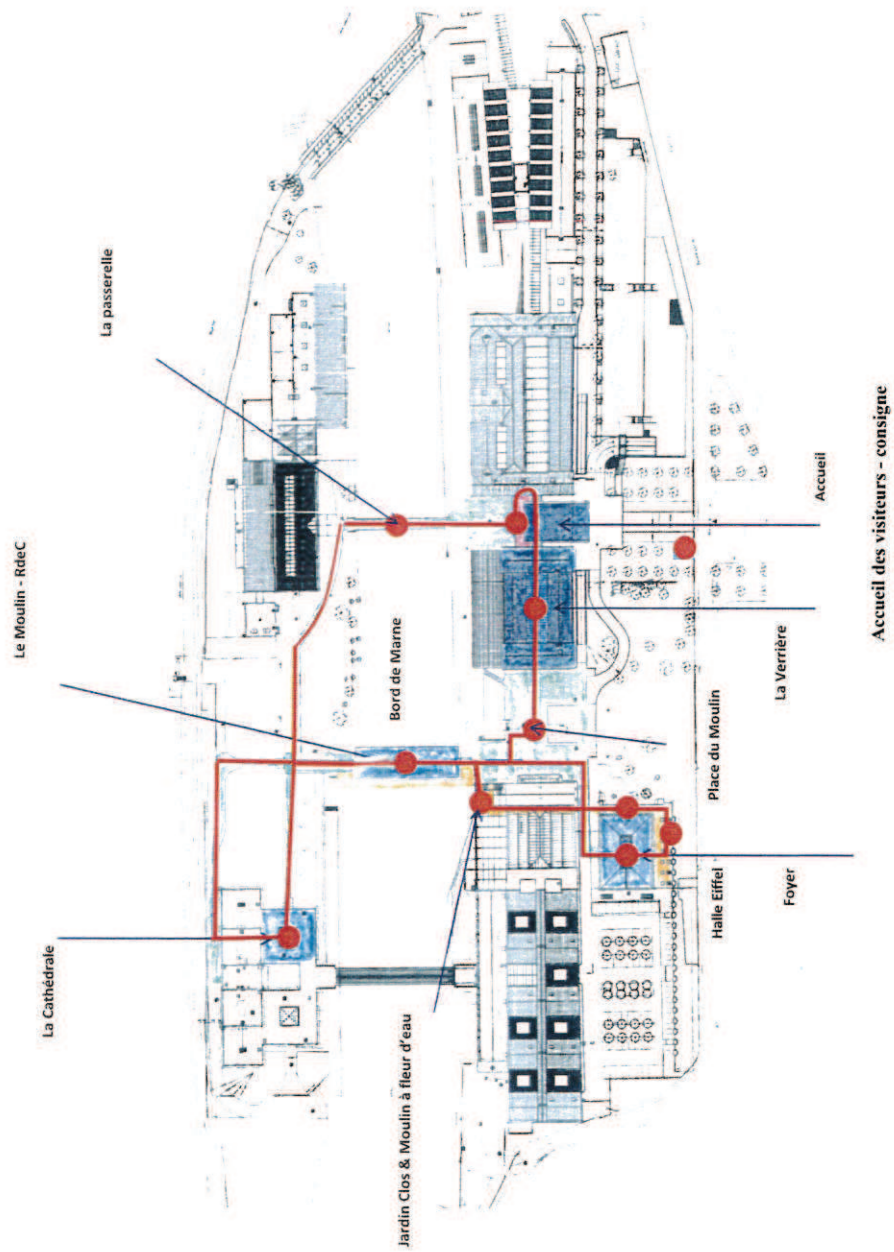 La Cathédrale
Le Moulin - RdeC
La passerelle
Jardin Clos & Moulin à fleur d'eau
Bord de Marne
Halle Eiffel
Foyer
Place du Moulin
La Verrière
Accueil
Accueil des visiteurs - consigne